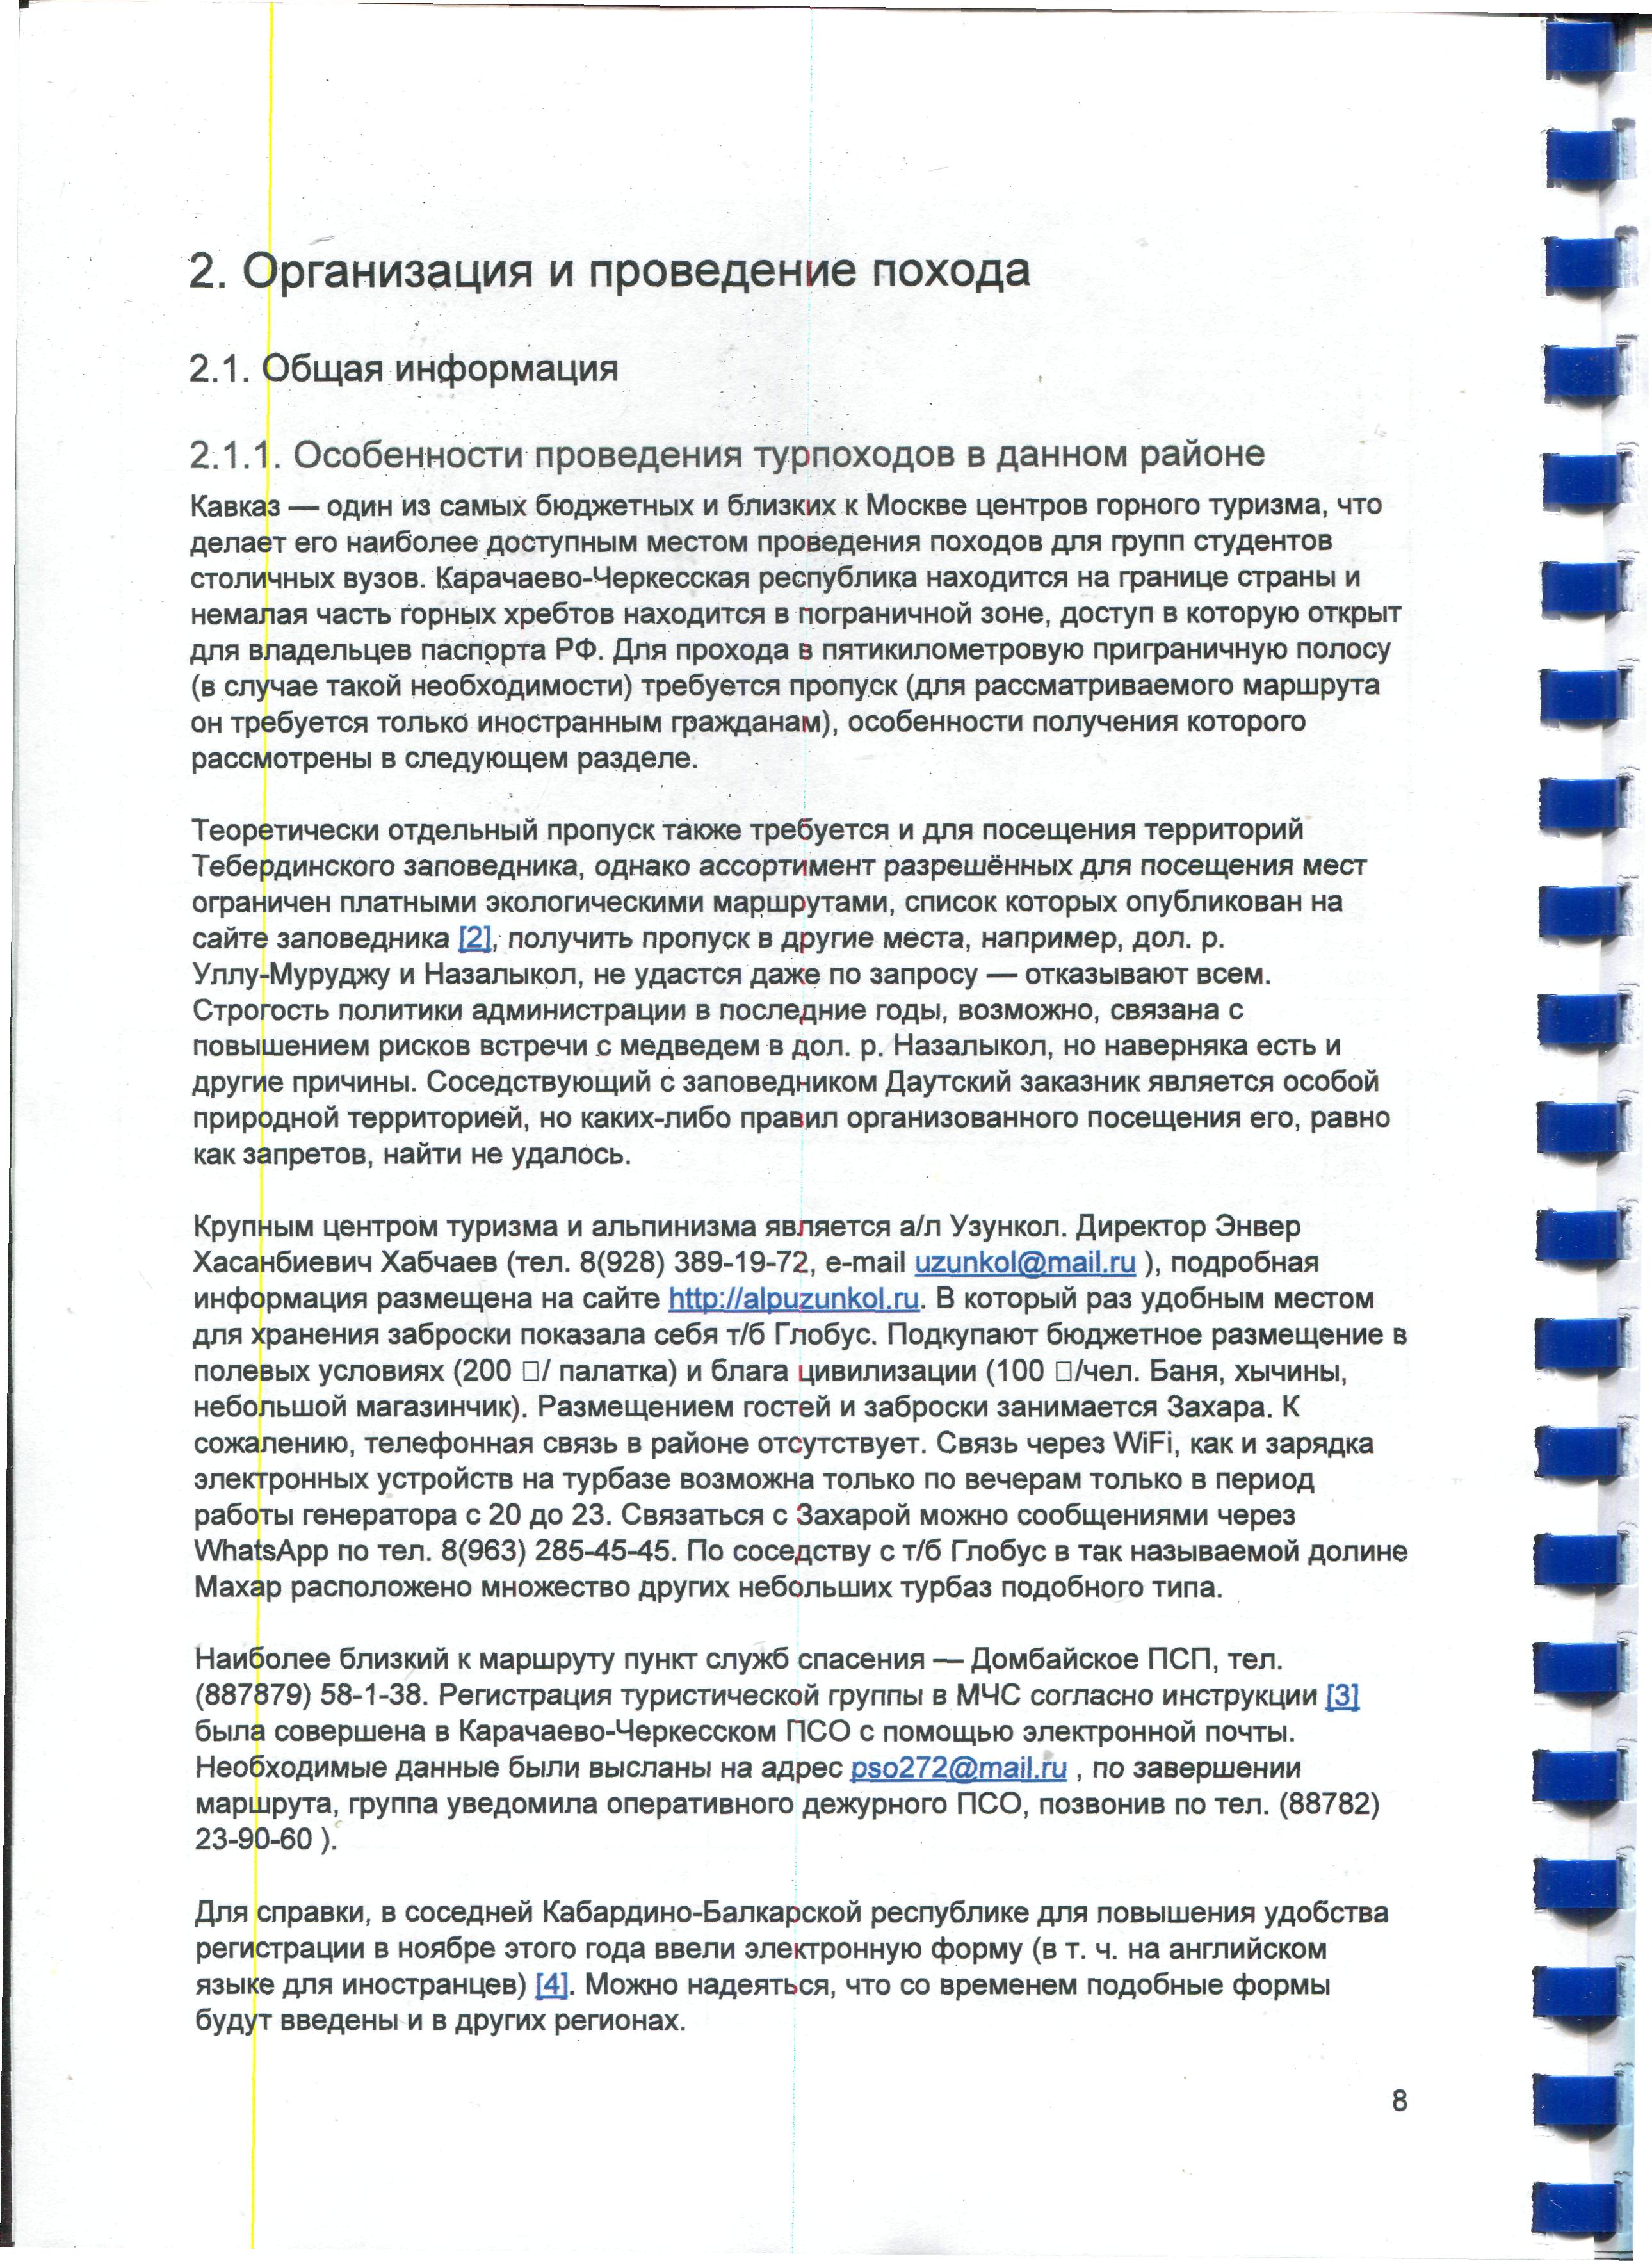 2. Организация и проведение похода
2.1. Общая информация
2.1.1. Особенности проведения турпоходов в данном районе
Кавказ — один из самых бюджетных и близких к Москве центров горного туризма, что
делает его наиболее доступным местом проведения походов для групп студентов
столичных вузов. Карачаево-Черкесская республика находится на границе страны и
немалая часть горных хребтов находится в пограничной зоне, доступ в которую открыт
для владельцев паспорта РФ. Для прохода в пятикилометровую приграничную полосу
(в случае такой необходимости) требуется пропуск (для рассматриваемого маршрута
он требуется только иностранным гражданам), особенности получения которого
рассмотрены в следующем разделе.
Теоретически отдельный пропуск также требуется и для посещения территорий
Тебердинского заповедника, однако ассортимент разрешённых для посещения мест
ограничен платными экологическими маршрутами, список которых опубликован на
сайте заповедника [2], получить пропуск в другие места, например, дол. р.
Уллу-Муруджу и Назалыкол, не удастся даже по запросу — отказывают всем.
Строгость политики администрации в последние годы, возможно, связана с
повышением рисков встречи с медведем в дол. р. Назалыкол, но наверняка есть и
другие причины. Соседствующий с заповедником Даутский заказник является особой
природной территорией, но каких-либо правил организованного посещения его, равно
как запретов, найти не удалось.
Крупным центром туризма и альпинизма является а/л Узункол. Директор Энвер
Хасанбиевич Хабчаев (тел. 8(928) 389-19-72, e-mail uzunkol@mail.ru ), подробная
информация размещена на сайте http://alpuzunkol.ru. В который раз удобным местом
для хранения заброски показала себя т/б Глобус. Подкупают бюджетное размещение в
полевых условиях (200 □/ палатка) и блага цивилизации (100 □/чел. Баня, хычины,
небольшой магазинчик). Размещением гостей и заброски занимается Захара. К
сожалению, телефонная связь в районе отсутствует. Связь через WiFi, как и зарядка
электронных устройств на турбазе возможна только по вечерам только в период
работы генератора с 20 до 23. Связаться с Захарой можно сообщениями через
WhatsApp по тел. 8(963) 285-45-45. По соседству с т/б Глобус в так называемой долине
Махар расположено множество других небольших турбаз подобного типа.
Наиболее близкий к маршруту пункт служб спасения — Домбайское ПСП, тел.
(887879) 58-1-38. Регистрация туристической группы в МЧС согласно инструкции [3]
была совершена в Карачаево-Черкесском ПСО с помощью электронной почты.
Необходимые данные были высланы на адрес pso272@mail.ru , по завершении
маршрута, группа уведомила оперативного дежурного ПСО, позвонив по тел. (88782)
23-90-60 ).
Для справки, в соседней Кабардино-Балкарской республике для повышения удобства
регистрации в ноябре этого года ввели электронную форму (в т. ч. на английском
языке для иностранцев) [4]. Можно надеяться, что со временем подобные формы
будут введены и в других регионах.
8